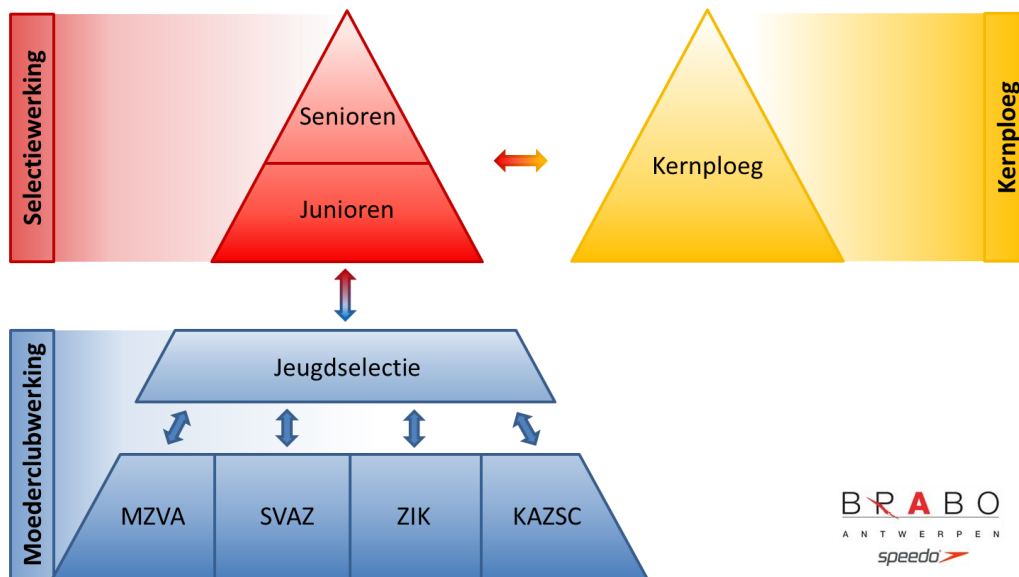 Selectiewerking
Senioren
Junioren
Kernploeg
Kernploeg
Moederclubwerking
Jeugdselectie
MZVA
SVAZ
ZIK
KAZSC
BRABO
ANTWERPEN
speedo